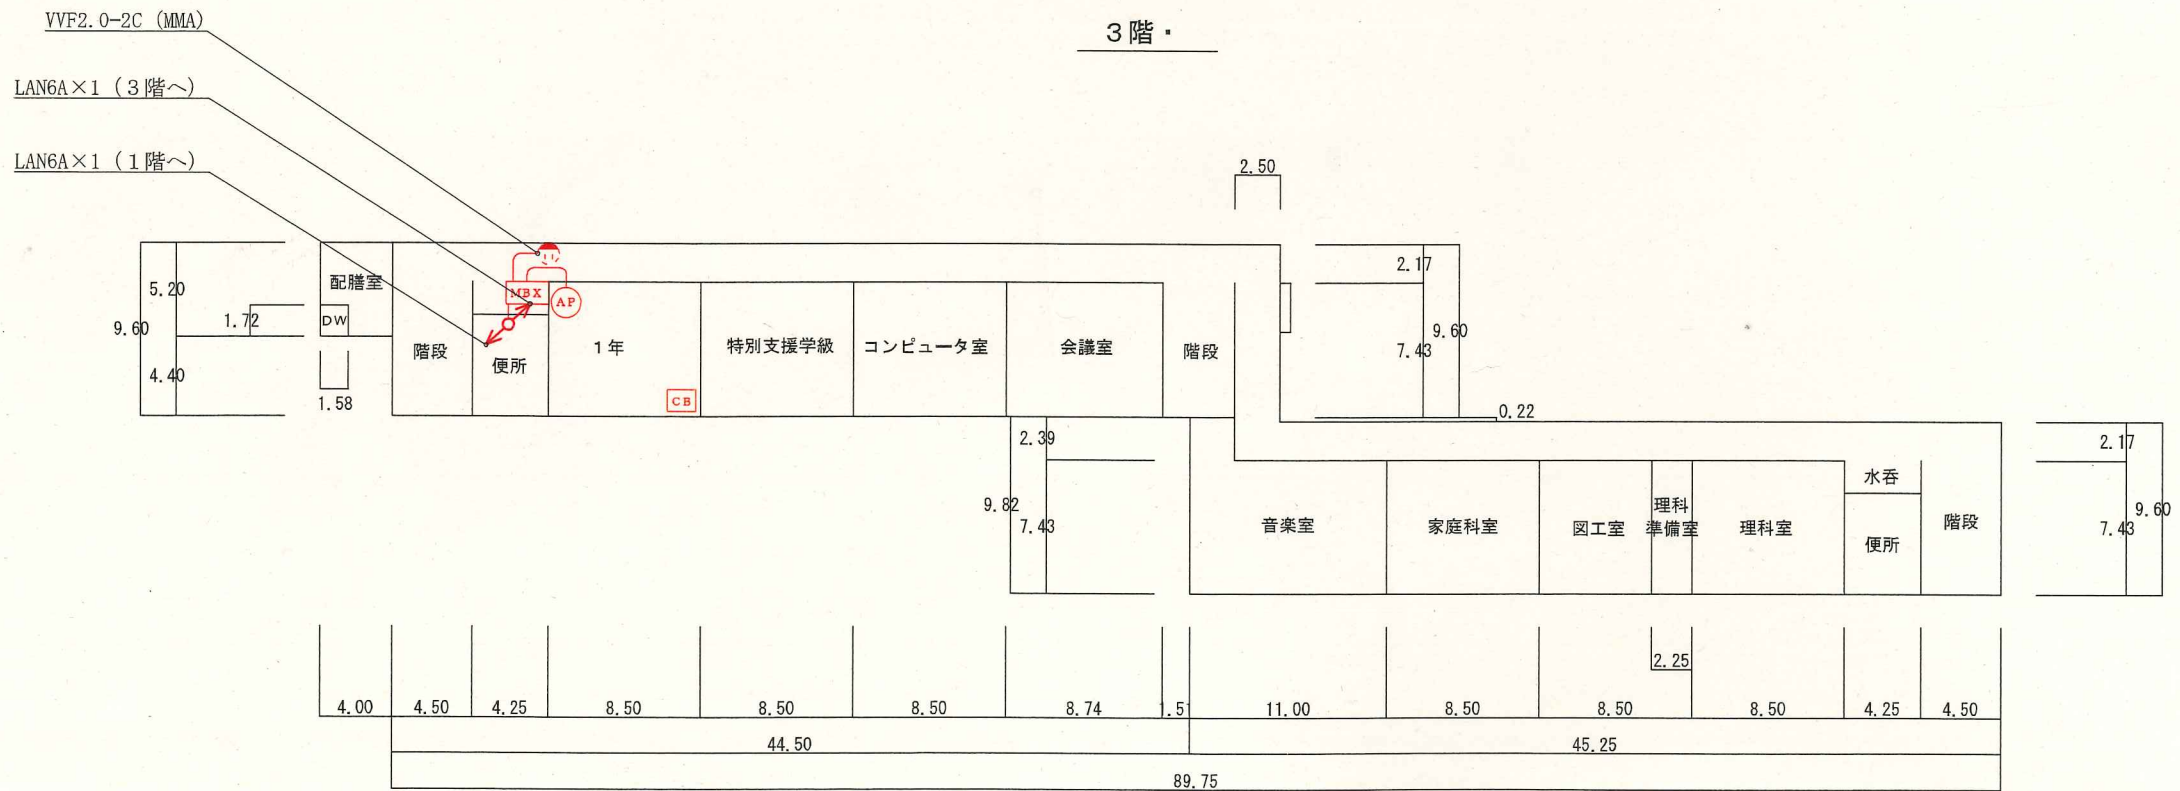 3階・
VVF2.0-2C (MMA)
LAN6A×1 (3階へ)
LAN6A×1 (1階へ)
2.50
配膳室
DW
階段
便所
MBX
AP
1年
CB
特別支援学級
コンピュータ室
会議室
階段
5.20
9.60
1.72
4.40
1.58
2.17
9.60
7.43
0.22
2.39
9.82
7.43
音楽室
家庭科室
図工室
理科
準備室
理科室
水呑
便所
階段
2.17
9.60
7.43
2.25
4.00
4.50
4.25
8.50
8.50
8.50
8.74
1.51
11.00
8.50
8.50
8.50
4.25
4.50
44.50
45.25
89.75